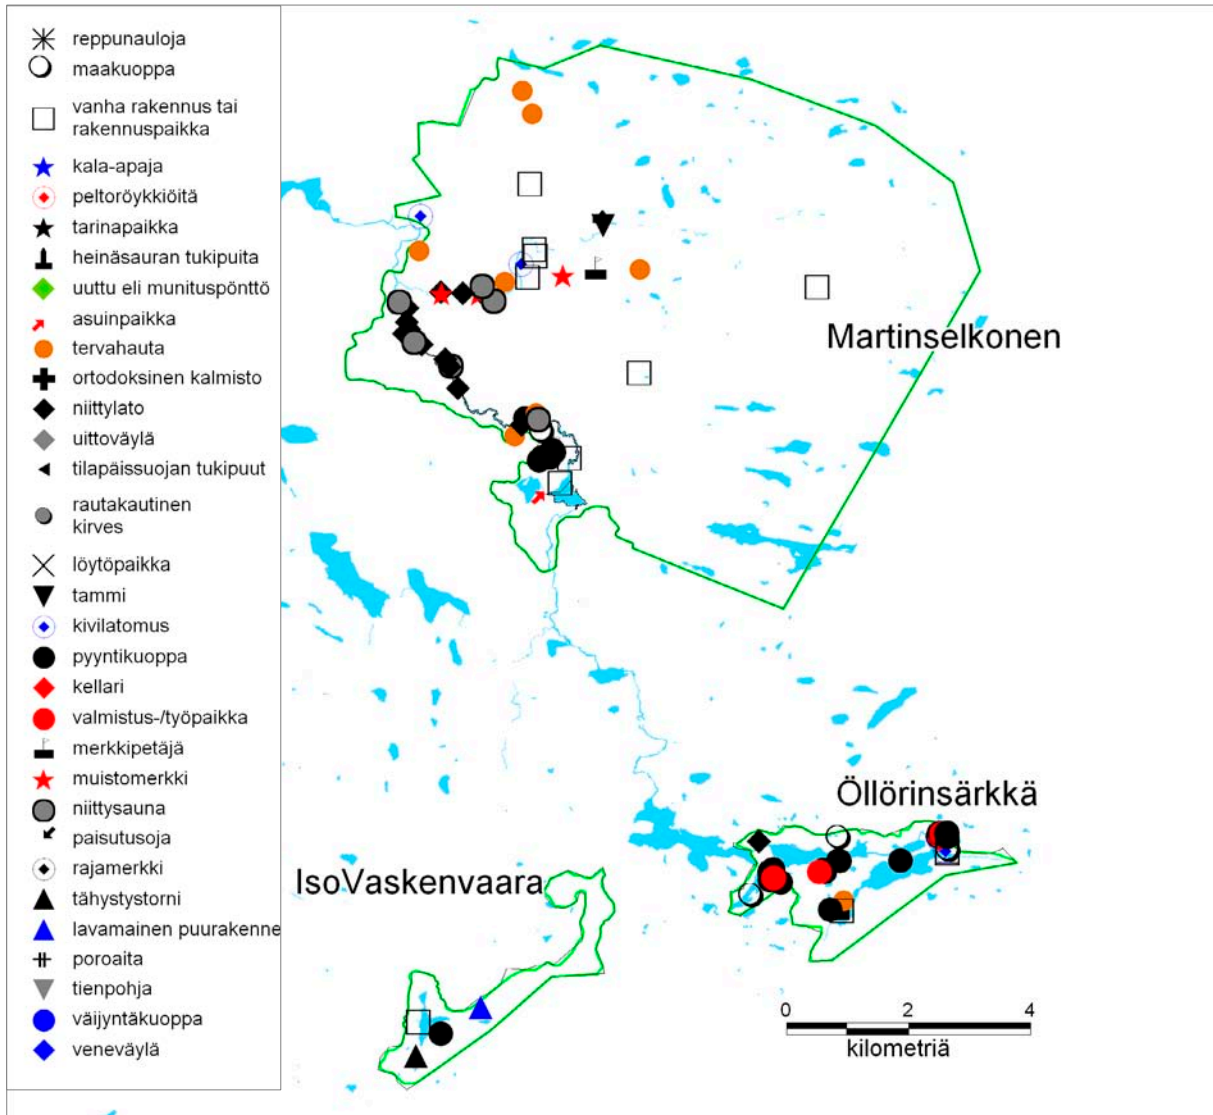 reppunauloja
maakuoppa
vanha rakennus tai
rakennuspaikka
kala-apaja
peltoröykkiöitä
tarinapaikka
heinäsauran tukipuita
uuttu eli munituspönttö
asuinpaikka
tervahauta
ortodoksinen kalmisto
niittylato
uittoväylä
tilapäissuojan tukipuut
rautakautinen
kirves
löytöpaikka
tammi
kivilatomus
pyyntikuoppa
kellari
valmistus-/työpaikka
merkkipetäjä
muistomerkki
niittysauna
paisutusoja
rajamerkki
tähystystorni
lavamainen puurakenne
poroaita
tienpohja
väijyntäkuoppa
veneväylä
Martinselkonen
Öllörinsärkkä
IsoVaskenvaara
0 2 4
kilometriä